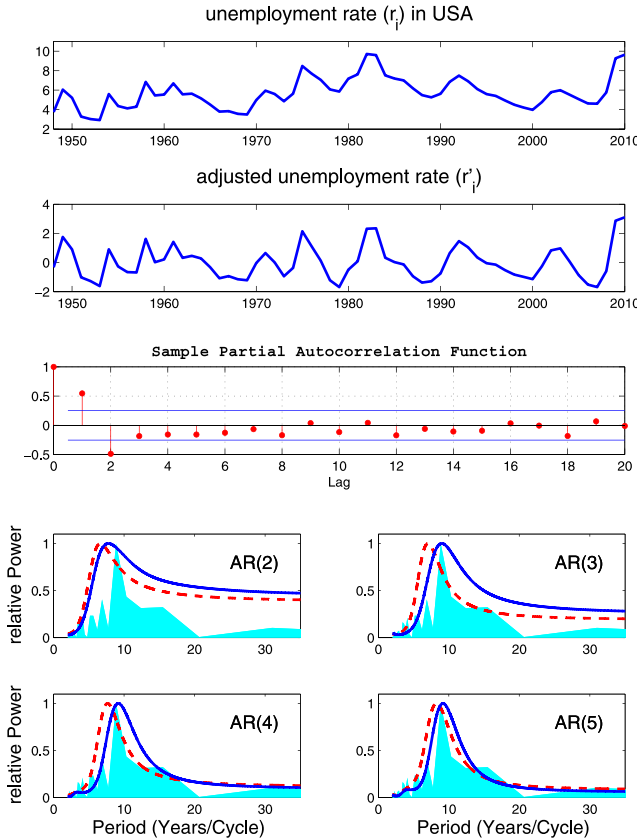 unemployment rate (r_i) in USA
10
8
6
4
2
1950 1960 1970 1980 1990 2000 2010
adjusted unemployment rate (r'_i)
4
2
0
−2
1950 1960 1970 1980 1990 2000 2010
Sample Partial Autocorrelation Function
1
0.5
0
−0.5
0 2 4 6 8 10 12 14 16 18 20
Lag
relative Power
1
0.5
0
AR(2)
0 10 20 30
1
0.5
0
AR(3)
0 10 20 30
relative Power
1
0.5
0
AR(4)
0 10 20 30
Period (Years/Cycle)
1
0.5
0
AR(5)
0 10 20 30
Period (Years/Cycle)